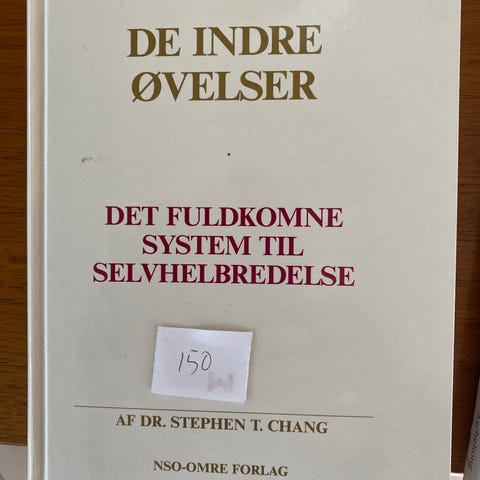 DE INDRE
ØVELSER
DET FULDKOMNE
SYSTEM TIL
SELVHELBREDELSE
150
AF DR. STEPHEN T. CHANG
NSO-OMRE FORLAG